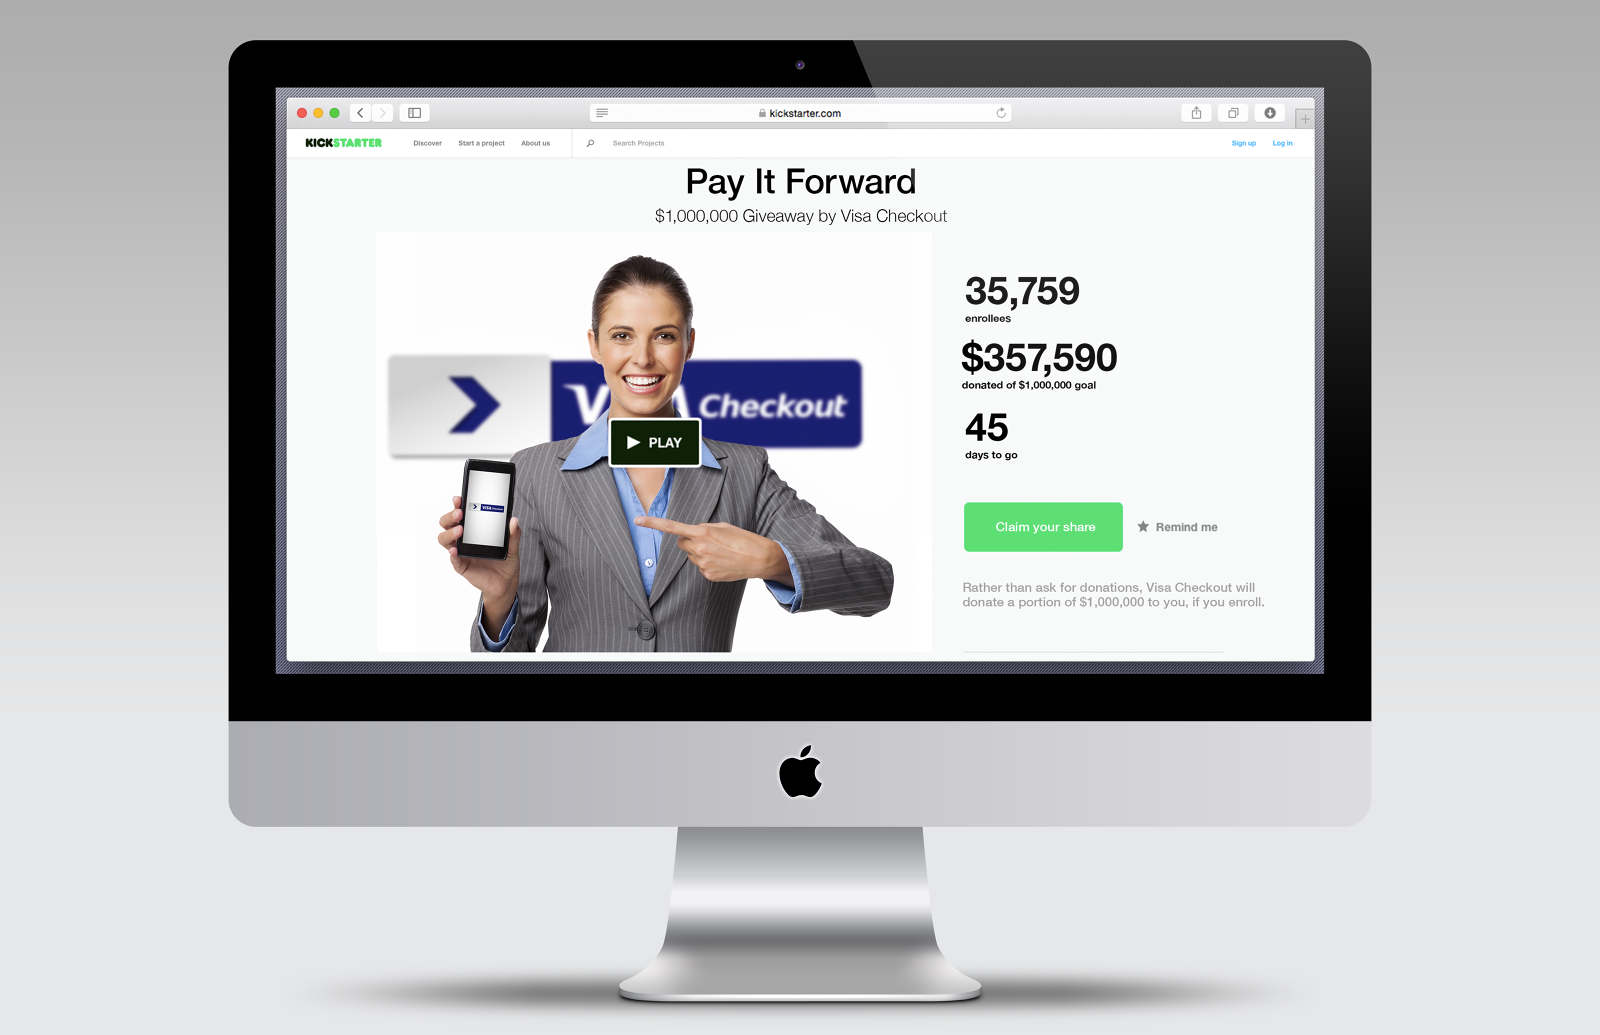 kickstarter.com
KICKSTARTER
Discover
Start a project
About us
Search Projects
Sign up
Log in
Pay It Forward
$1,000,000 Giveaway by Visa Checkout
VISA Checkout
PLAY
VISA Checkout
35,759
enrollees
$357,590
donated of $1,000,000 goal
45
days to go
Claim your share
Remind me
Rather than ask for donations, Visa Checkout will
donate a portion of $1,000,000 to you, if you enroll.